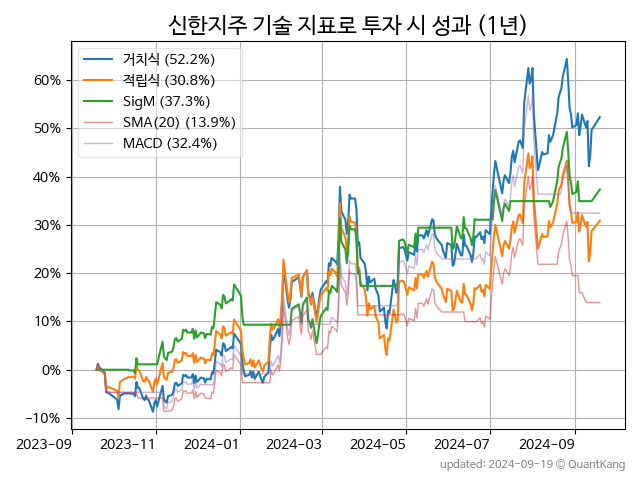 신한지주 기술 지표로 투자 시 성과 (1년)
거치식 (52.2%)
적립식 (30.8%)
SigM (37.3%)
SMA(20) (13.9%)
MACD (32.4%)
60%
50%
40%
30%
20%
10%
0%
−10%
2023-09 2023-11 2024-01 2024-03 2024-05 2024-07 2024-09
updated: 2024-09-19 @ QuantKang